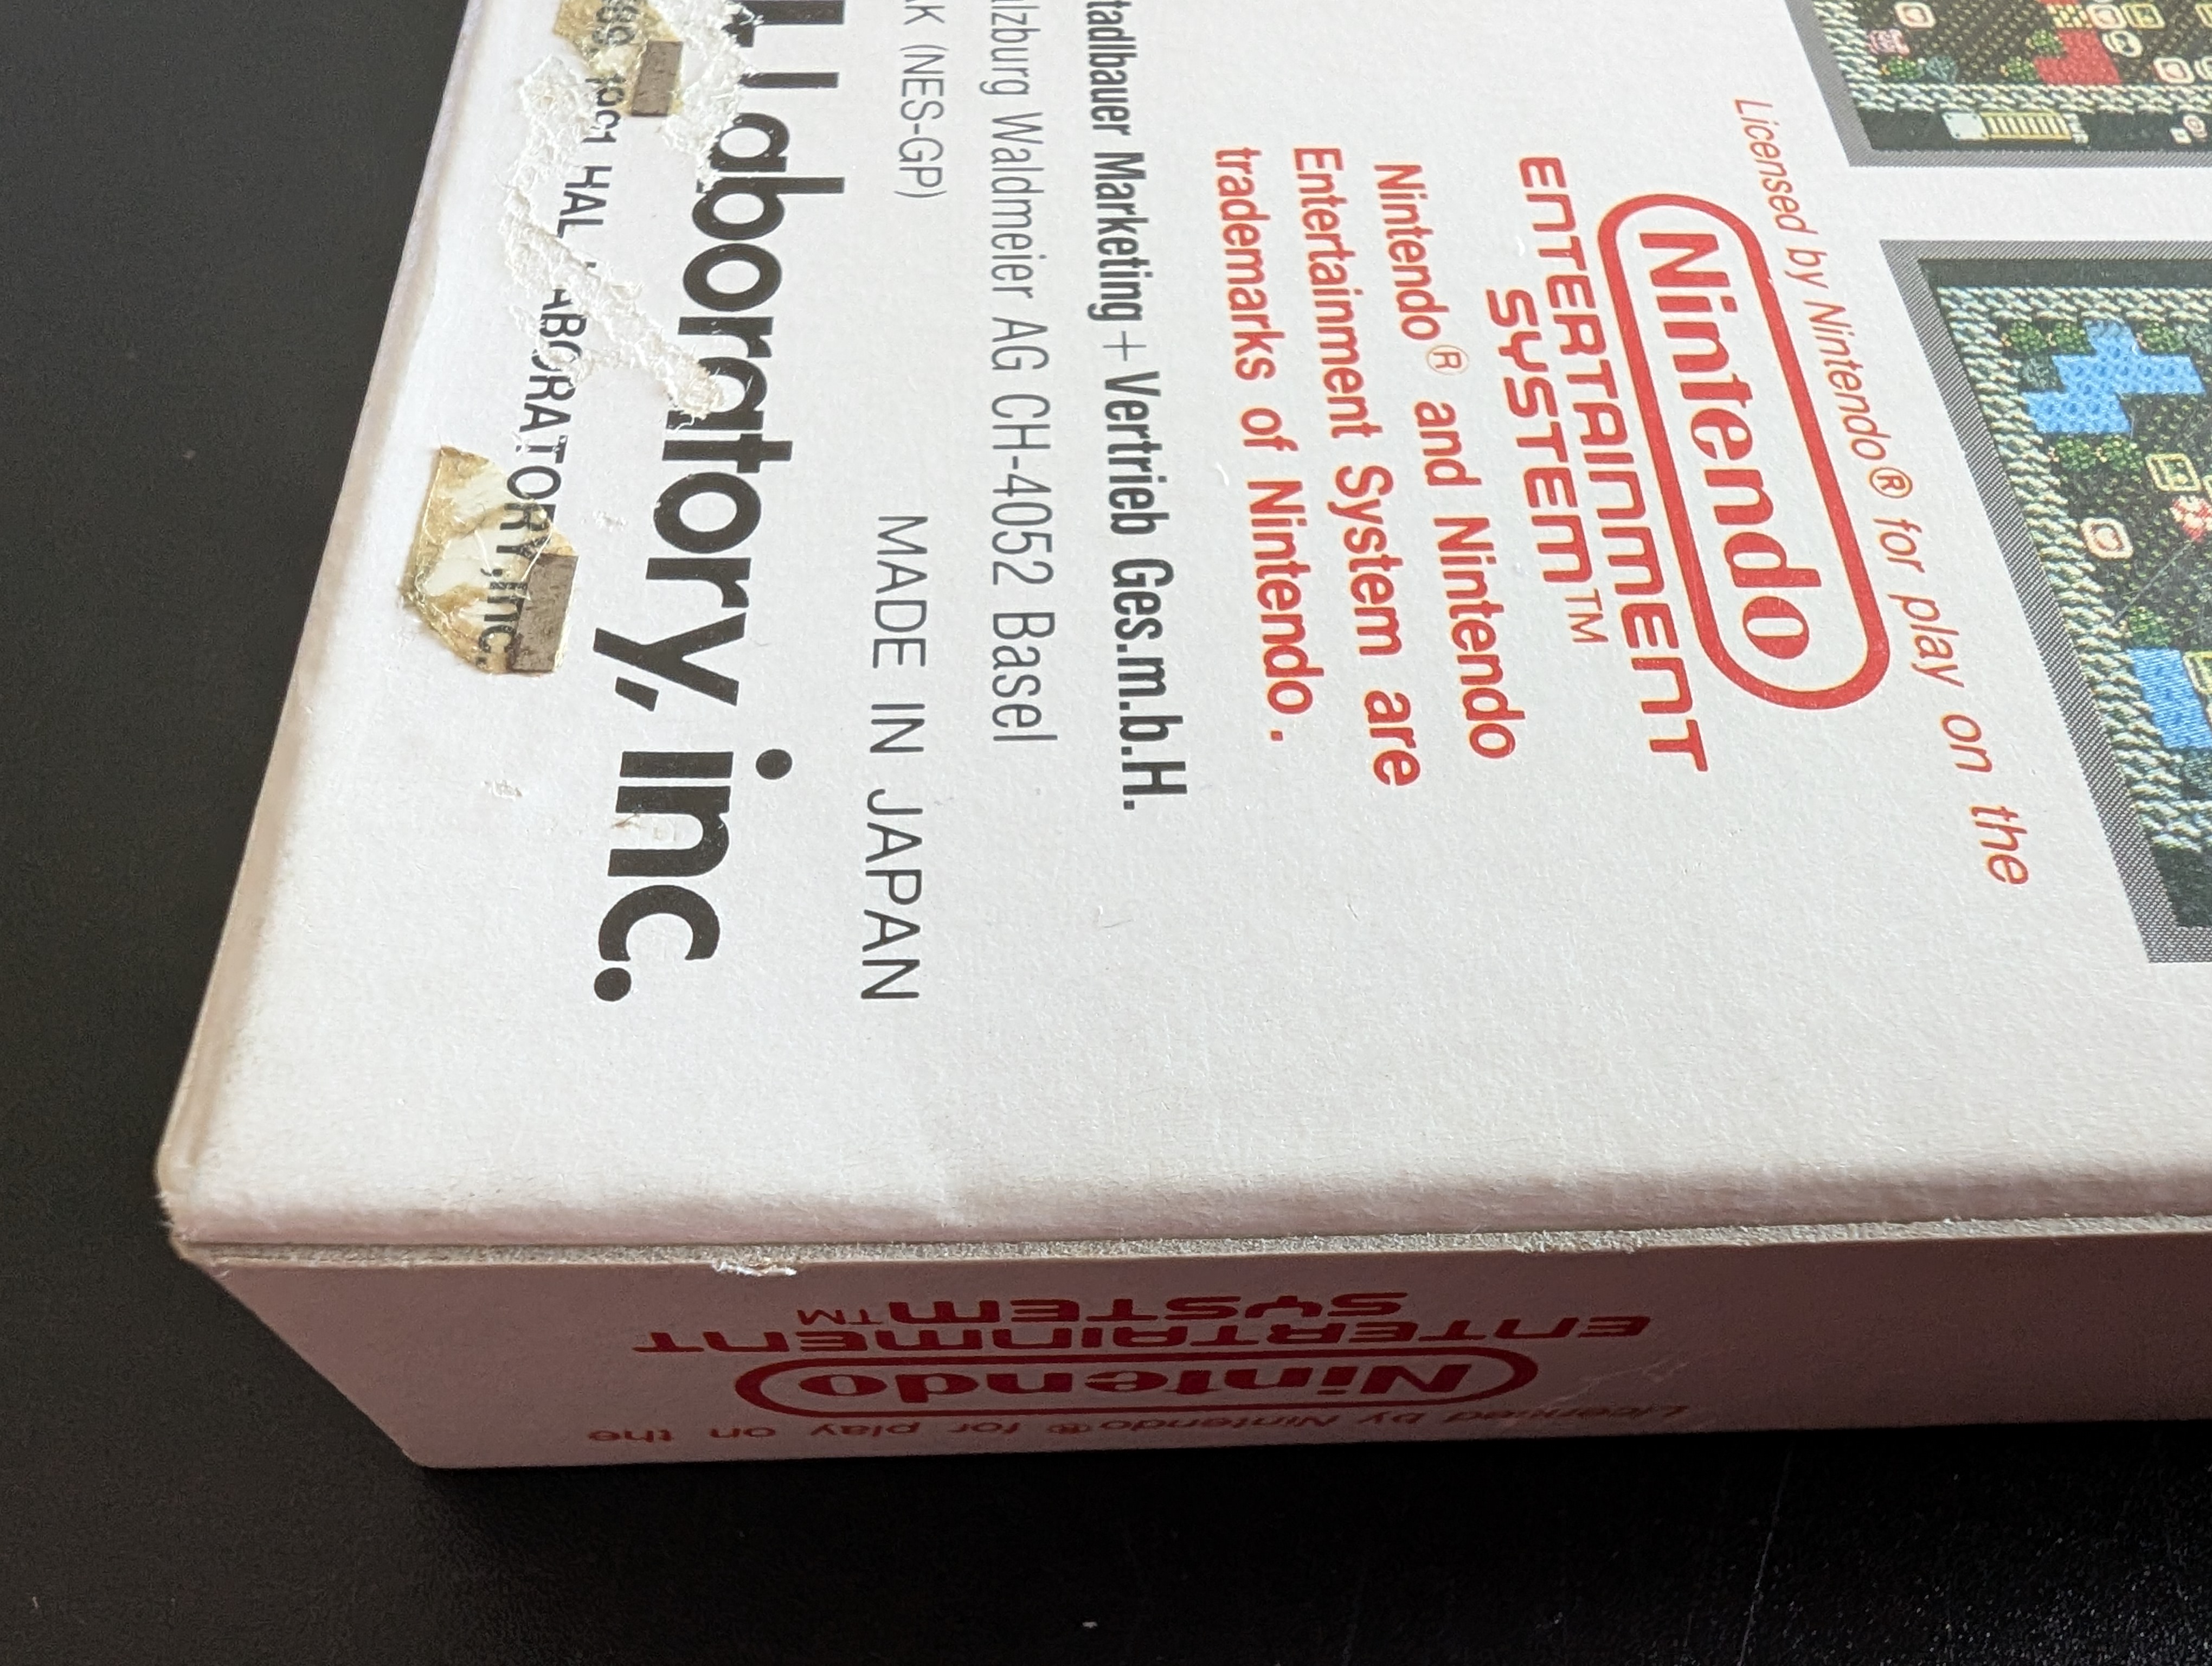 Licensed by Nintendo® for play on the
Nintendo
ENTERTAINMENT
SYSTEM™
Nintendo® and Nintendo
Entertainment System are
trademarks of Nintendo.
Marketing + Vertrieb Ges.m.b.H.
Waldmeier AG CH-4052 Basel
(NES-GP) MADE IN JAPAN
Laboratory, inc.
1991 HAL LABORATORY,inc.
Licensed by Nintendo® for play on the
Nintendo
ENTERTAINMENT
SYSTEM™